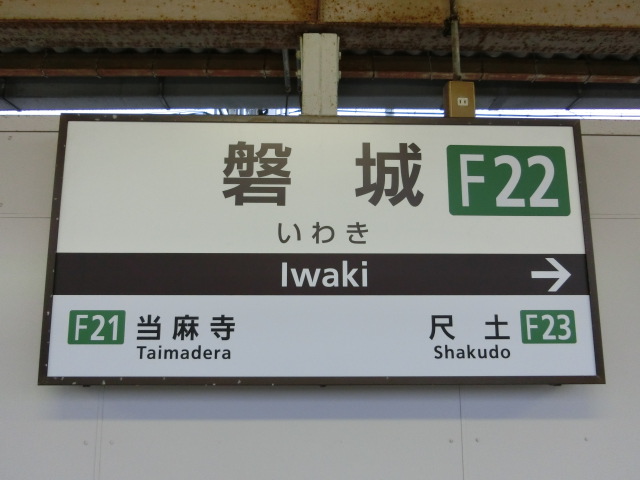 磐城 F22
いわき
Iwaki →
F21 当麻寺
Taimadera
尺土 F23
Shakudo